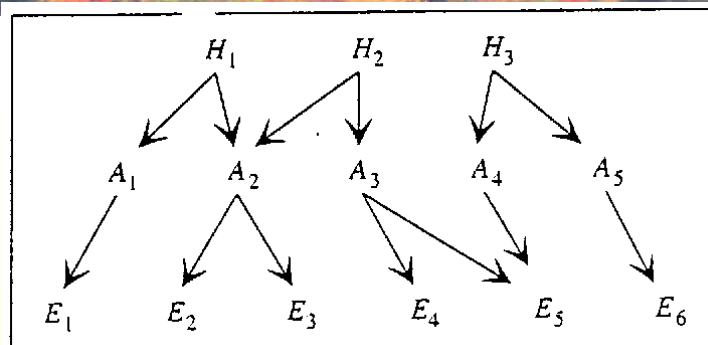 H₁ H₂ H₃
A₁ A₂ A₃ A₄ A₅
E₁ E₂ E₃ E₄ E₅ E₆